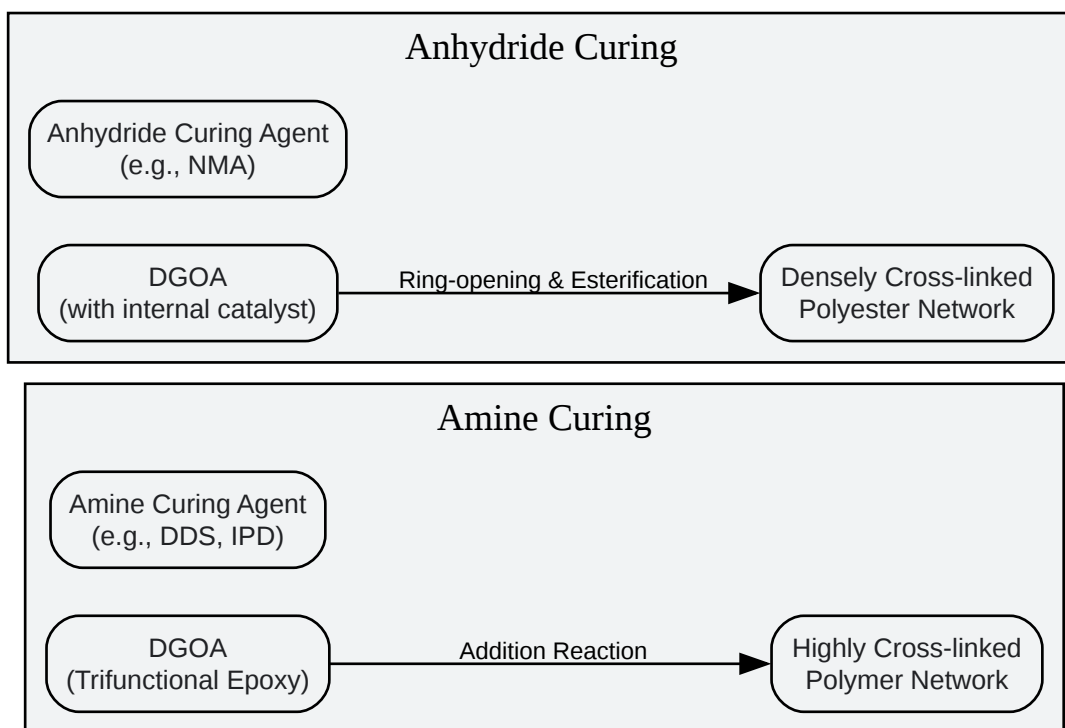 Anhydride Curing
Anhydride Curing Agent
(e.g., NMA)
DGOA
(with internal catalyst)
Ring-opening & Esterification
Densely Cross-linked
Polyester Network
Amine Curing
Amine Curing Agent
(e.g., DDS, IPD)
DGOA
(Trifunctional Epoxy)
Addition Reaction
Highly Cross-linked
Polymer Network